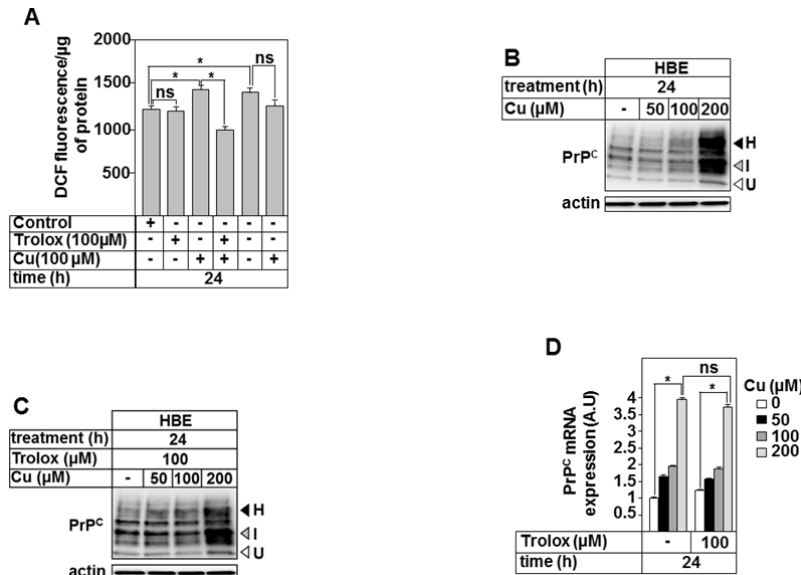 A
DCF fluorescence/µg
of protein
2000
1500
1000
500
*
*
*
ns
ns
Control + - - - - -
Trolox (100µM) - + - + - -
Cu(100 µM) - - + + - +
time (h) 24
B
HBE
treatment (h) 24
Cu (µM) - 50 100 200
PrPC
H
I
U
actin
C
HBE
treatment (h) 24
Trolox (µM) 100
Cu (µM) - 50 100 200
PrPC
H
I
U
actin
D
PrPC mRNA
expression (A.U)
4
3.5
2.5
2
1.5
1
0.5
ns
*
*
Cu (µM)
0
50
100
200
Trolox (µM) - 100
time (h) 24